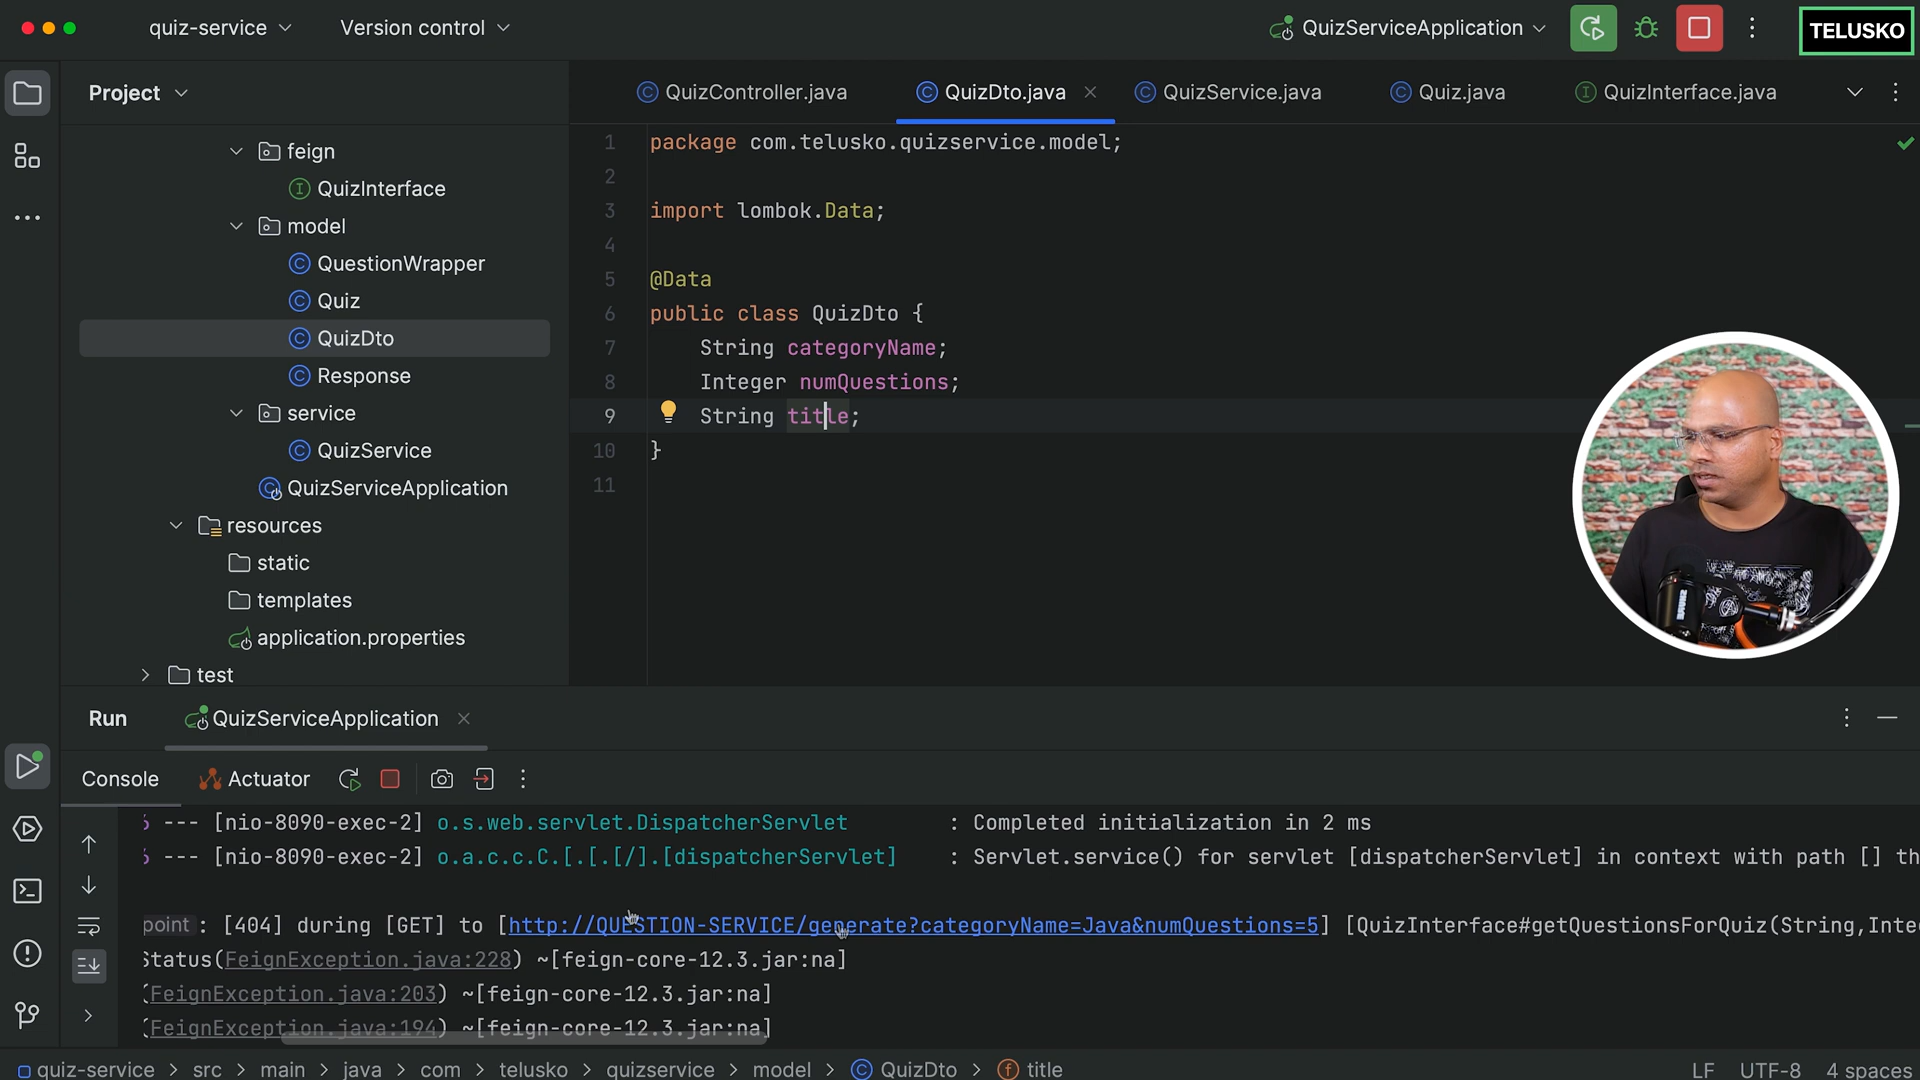 quiz-service
Version control
QuizServiceApplication
TELUSKO
Project
QuizController.java
QuizDto.java
QuizService.java
Quiz.java
QuizInterface.java
feign
QuizInterface
model
QuestionWrapper
Quiz
QuizDto
Response
service
QuizService
QuizServiceApplication
resources
static
templates
application.properties
test
1 package com.telusko.quizservice.model;
2
3 import lombok.Data;
4
5 @Data
6 public class QuizDto {
7 String categoryName;
8 Integer numQuestions;
9 String title;
10 }
11
Run
QuizServiceApplication
Console
Actuator
6 --- [nio-8090-exec-2] o.s.web.servlet.DispatcherServlet : Completed initialization in 2 ms
6 --- [nio-8090-exec-2] o.a.c.c.C.[.[.[/].[dispatcherServlet] : Servlet.service() for servlet [dispatcherServlet] in context with path [] th
point : [404] during [GET] to [http://QUESTION-SERVICE/generate?categoryName=Java&numQuestions=5] [QuizInterface#getQuestionsForQuiz(String,Inte
Status(FeignException.java:228) ~[feign-core-12.3.jar:na]
(FeignException.java:203) ~[feign-core-12.3.jar:na]
(FeignException.java:194) ~[feign-core-12.3.jar:na]
quiz-service > src > main > java > com > telusko > quizservice > model > QuizDto > title
LF UTF-8 4 spaces